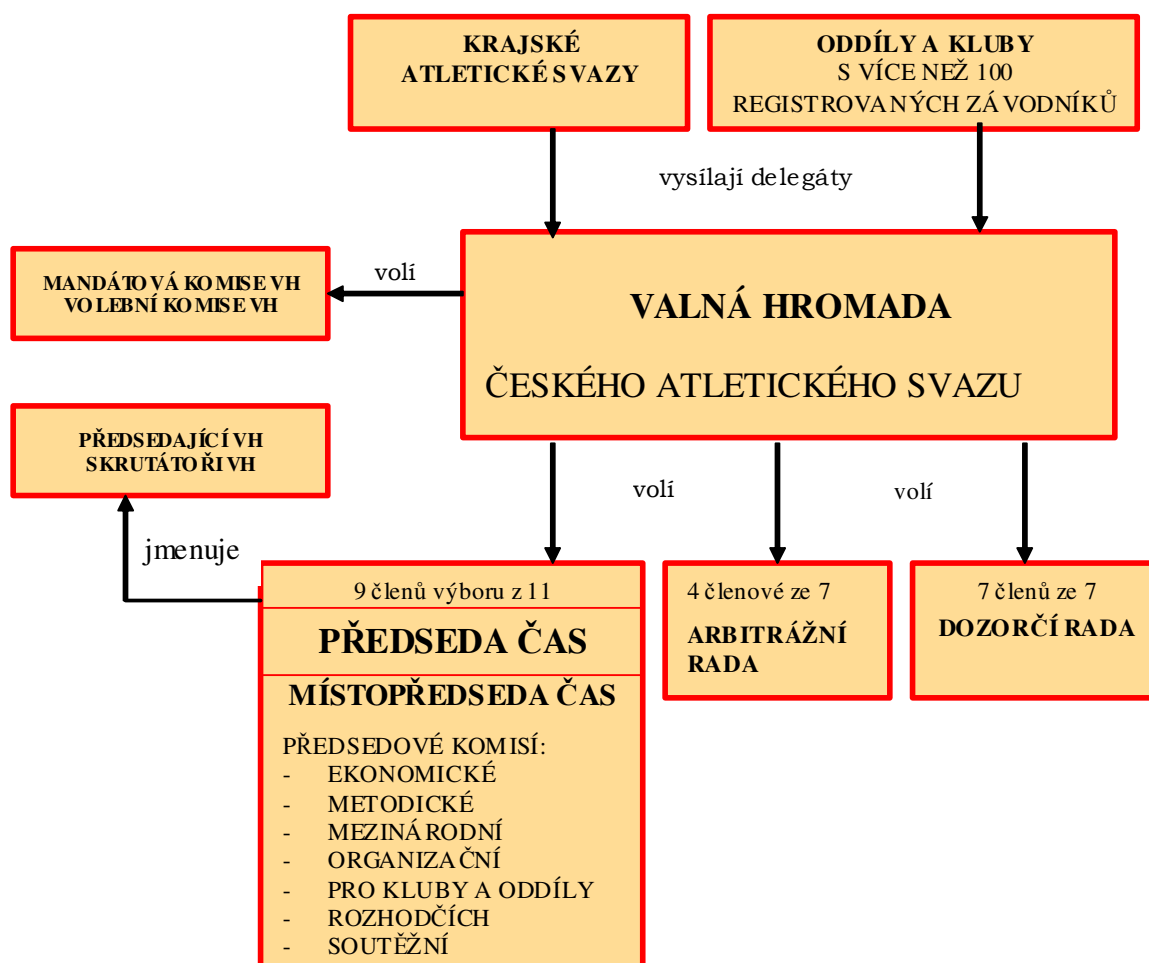 KRAJSKÉ
ATLETICKÉ SVAZY
ODDÍLY A KLUBY
S VÍCE NEŽ 100
REGISTROVANÝCH ZÁVODNÍKŮ
vysílají delegáty
volí
MANDÁTOVÁ KOMISE VH
VOLEBNÍ KOMISE VH
VALNÁ HROMADA
ČESKÉHO ATLETICKÉHO SVAZU
PŘEDSEDAJÍCÍ VH
SKRUTÁTOŘI VH
volí
volí
jmenuje
9 členů výboru z 11
PŘEDSEDA ČAS
MÍSTOPŘEDSEDA ČAS
PŘEDSEDOVÉ KOMISÍ:
- EKONOMICKÉ
- METODICKÉ
- MEZINÁRODNÍ
- ORGANIZAČNÍ
- PRO KLUBY A ODDÍLY
- ROZHODČÍCH
- SOUTĚŽNÍ
4 členové ze 7
ARBITRÁŽNÍ
RADA
7 členů ze 7
DOZORČÍ RADA